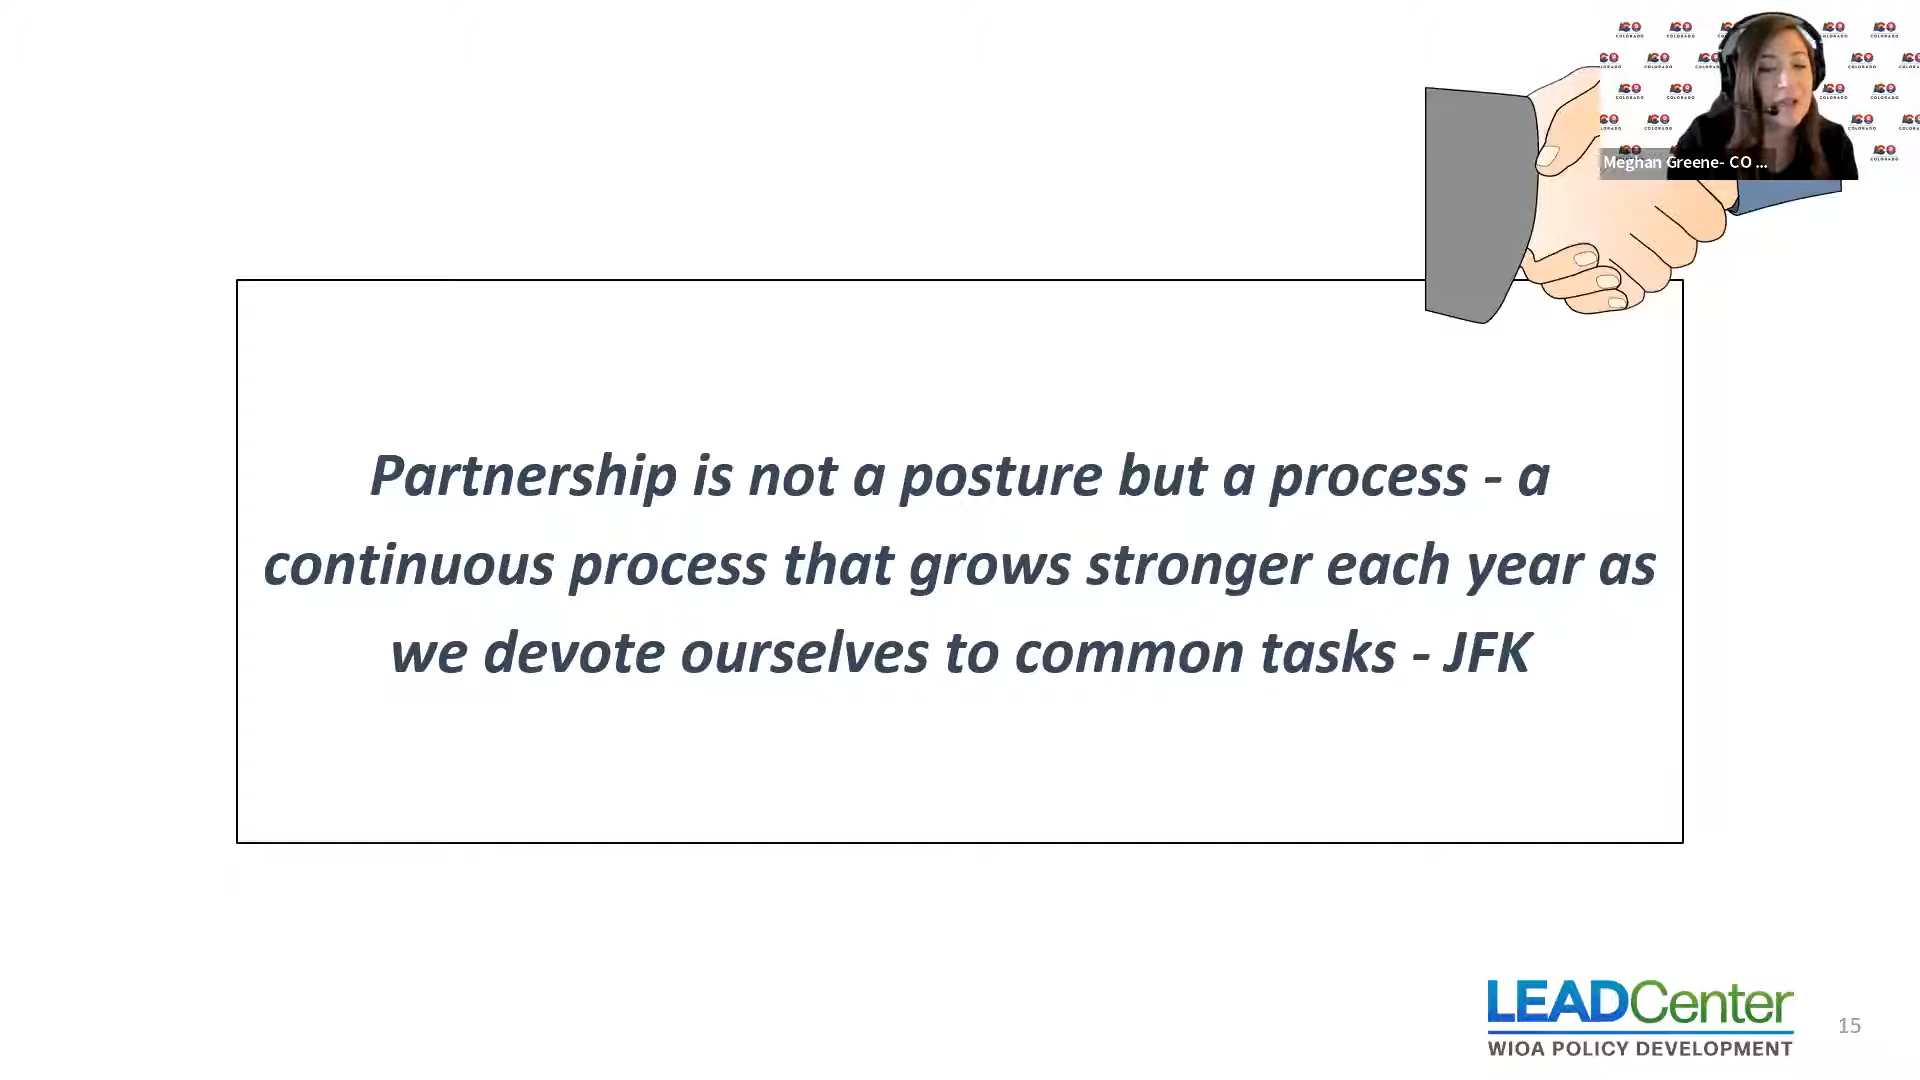 Meghan Greene- CO ...
Partnership is not a posture but a process - a
continuous process that grows stronger each year as
we devote ourselves to common tasks - JFK
LEADCenter
WIOA POLICY DEVELOPMENT
15